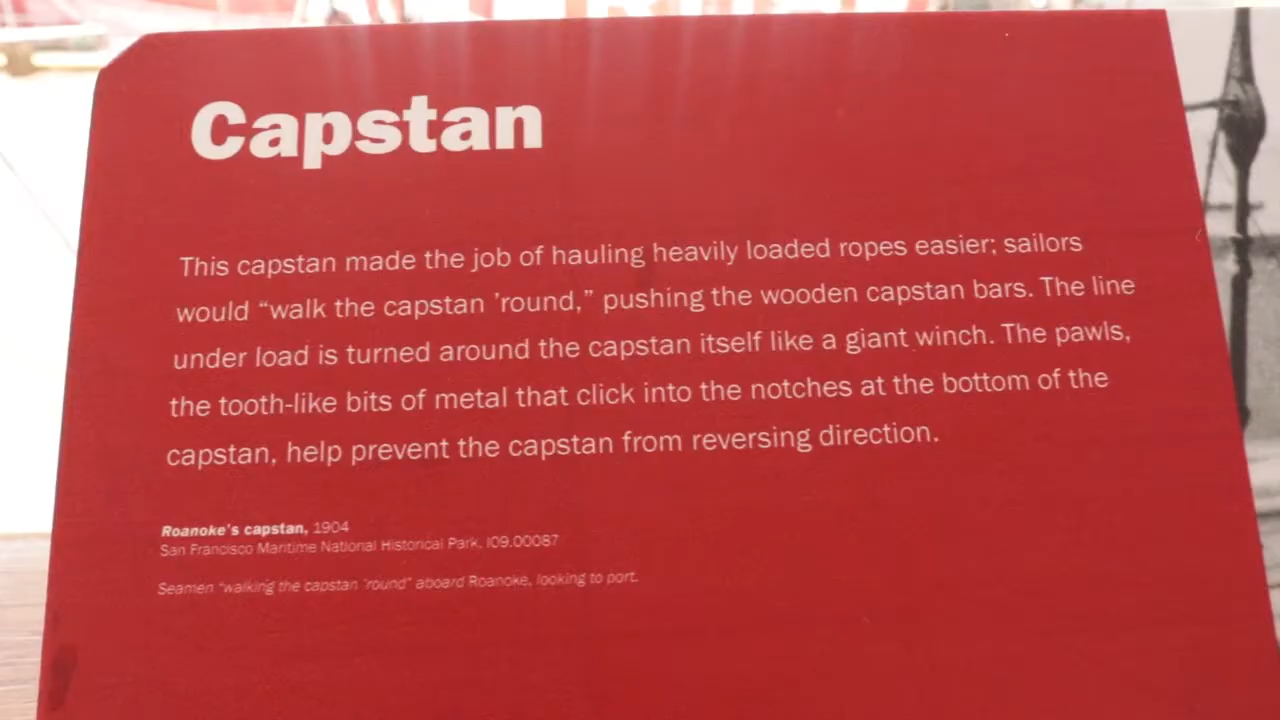 Capstan
This capstan made the job of hauling heavily loaded ropes easier; sailors
would “walk the capstan ’round,” pushing the wooden capstan bars. The line
under load is turned around the capstan itself like a giant winch. The pawls,
the tooth-like bits of metal that click into the notches at the bottom of the
capstan, help prevent the capstan from reversing direction.
Roanoke’s capstan, 1904
San Francisco Maritime National Historical Park, I09.00087
Seamen “walking the capstan ’round” aboard Roanoke, looking to port.